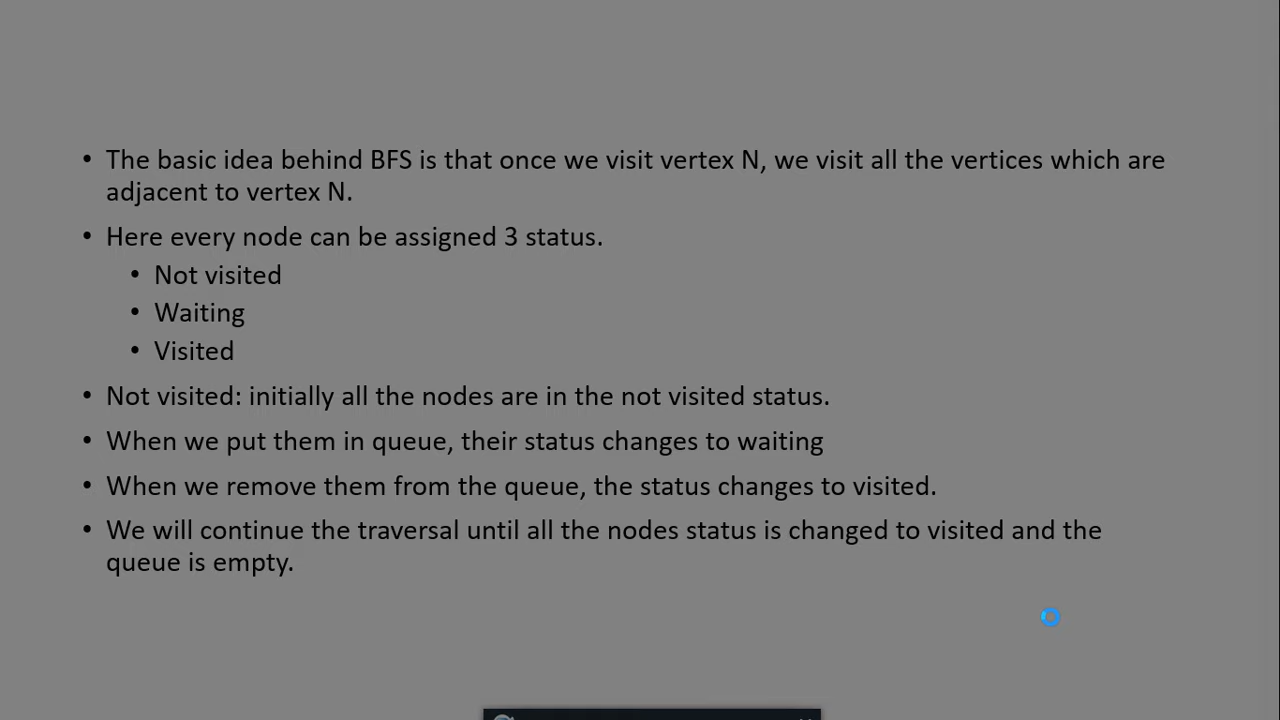 • The basic idea behind BFS is that once we visit vertex N, we visit all the vertices which are
adjacent to vertex N.
• Here every node can be assigned 3 status.
• Not visited
• Waiting
• Visited
• Not visited: initially all the nodes are in the not visited status.
• When we put them in queue, their status changes to waiting
• When we remove them from the queue, the status changes to visited.
• We will continue the traversal until all the nodes status is changed to visited and the
queue is empty.